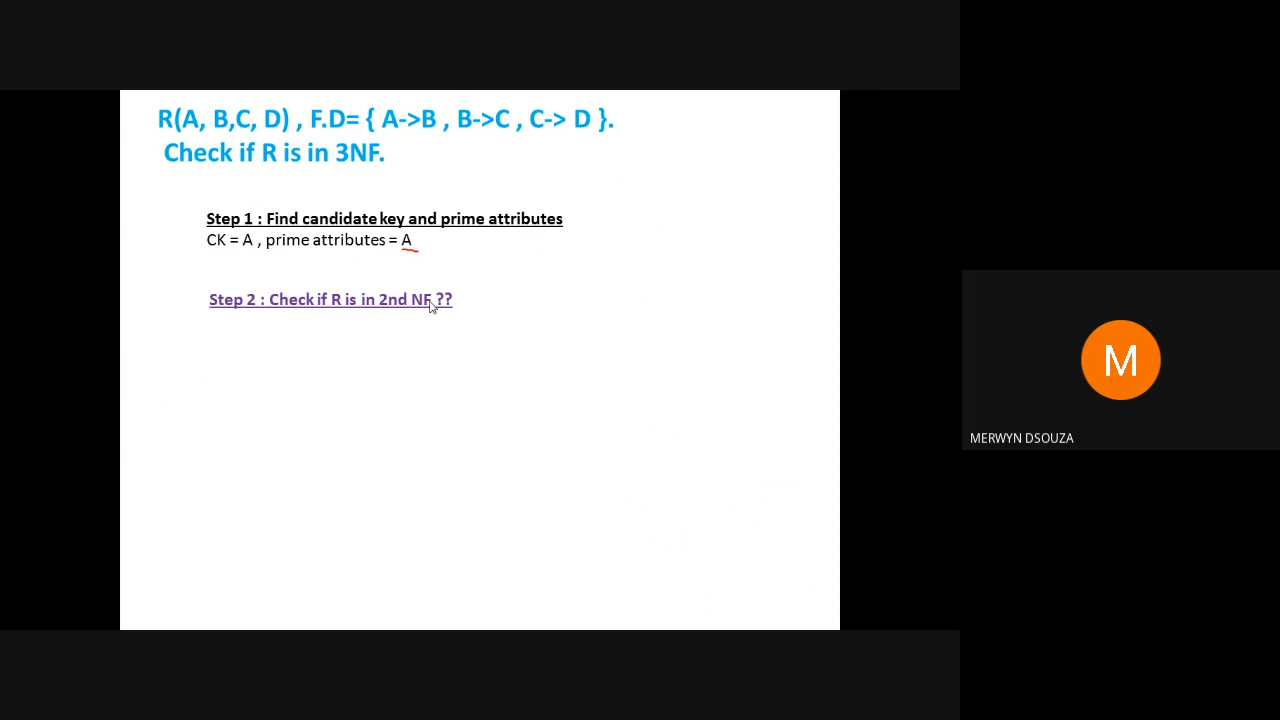 R(A, B,C, D) , F.D= { A->B , B->C , C-> D }.
Check if R is in 3NF.
Step 1 : Find candidate key and prime attributes
CK = A , prime attributes = A
Step 2 : Check if R is in 2nd NF ??
M
MERWYN DSOUZA